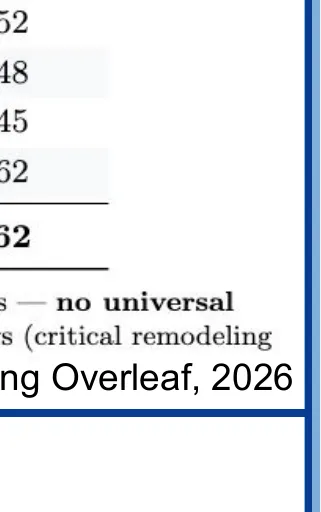 52
48
45
62
62
s — no universal
s (critical remodeling
ng Overleaf, 2026